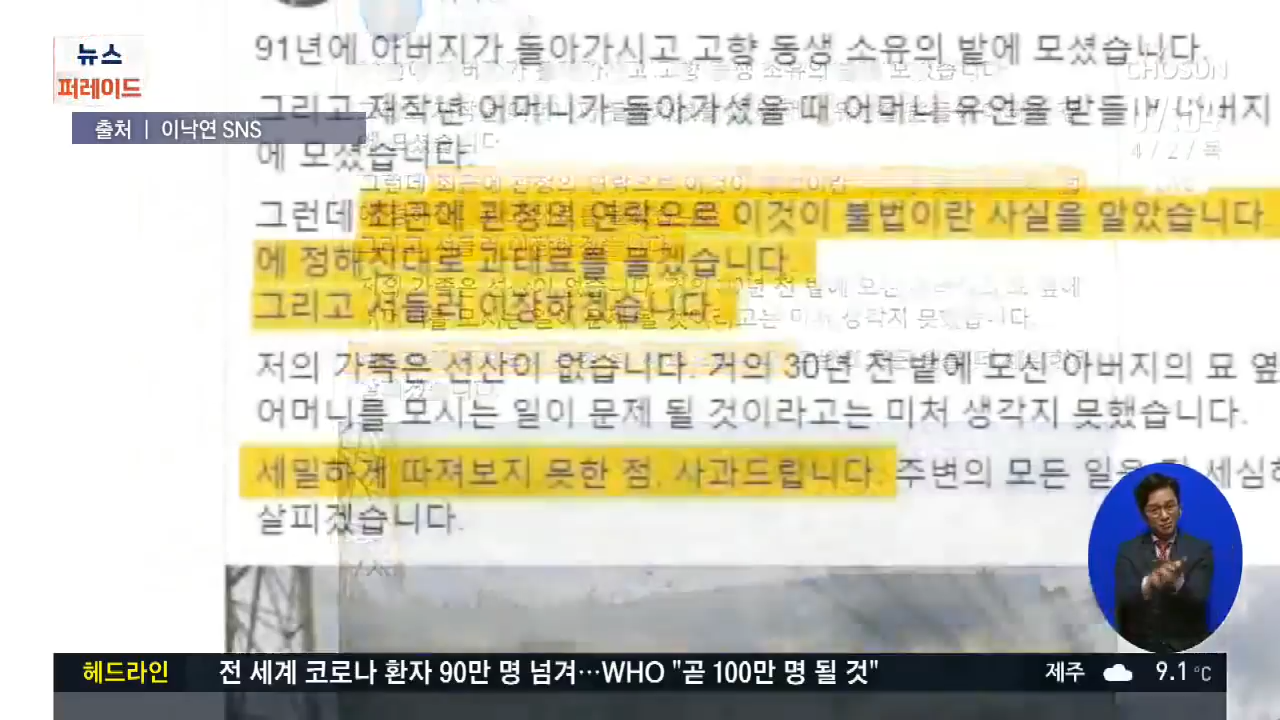 뉴스
퍼레이드
출처 | 이낙연 SNS
CHOSUN
4 / 2 / 목
91년에 아버지가 돌아가시고 고향 동생 소유의 밭에 모셨습니다.
그리고 재작년 어머니가 돌아가셨을 때 어머니 유언을 받들어 아버지
에 모셨습니다.
그런데 최근에 관청의 연락으로 이것이 불법이란 사실을 알았습니다.
에 정해진대로 과태료를 물겠습니다.
그리고 서둘러 이장하겠습니다.
저의 가족은 선산이 없습니다. 거의 30년 전 밭에 모신 아버지의 묘 옆
어머니를 모시는 일이 문제 될 것이라고는 미처 생각지 못했습니다.
세밀하게 따져보지 못한 점, 사과드립니다. 주변의 모든 일을 더 세심하
살피겠습니다.
헤드라인 전 세계 코로나 환자 90만 명 넘겨…WHO "곧 100만 명 될 것" 제주 9.1℃